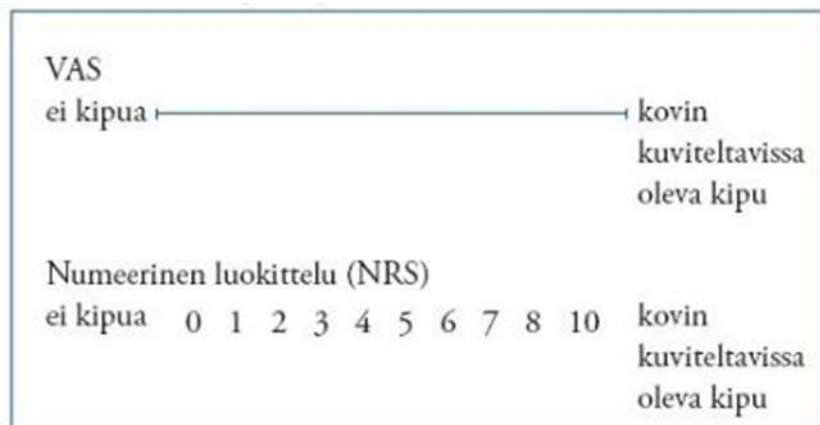 VAS
ei kipua kovin
kuviteltavissa
oleva kipu
Numeerinen luokittelu (NRS)
ei kipua 0 1 2 3 4 5 6 7 8 10 kovin
kuviteltavissa
oleva kipu